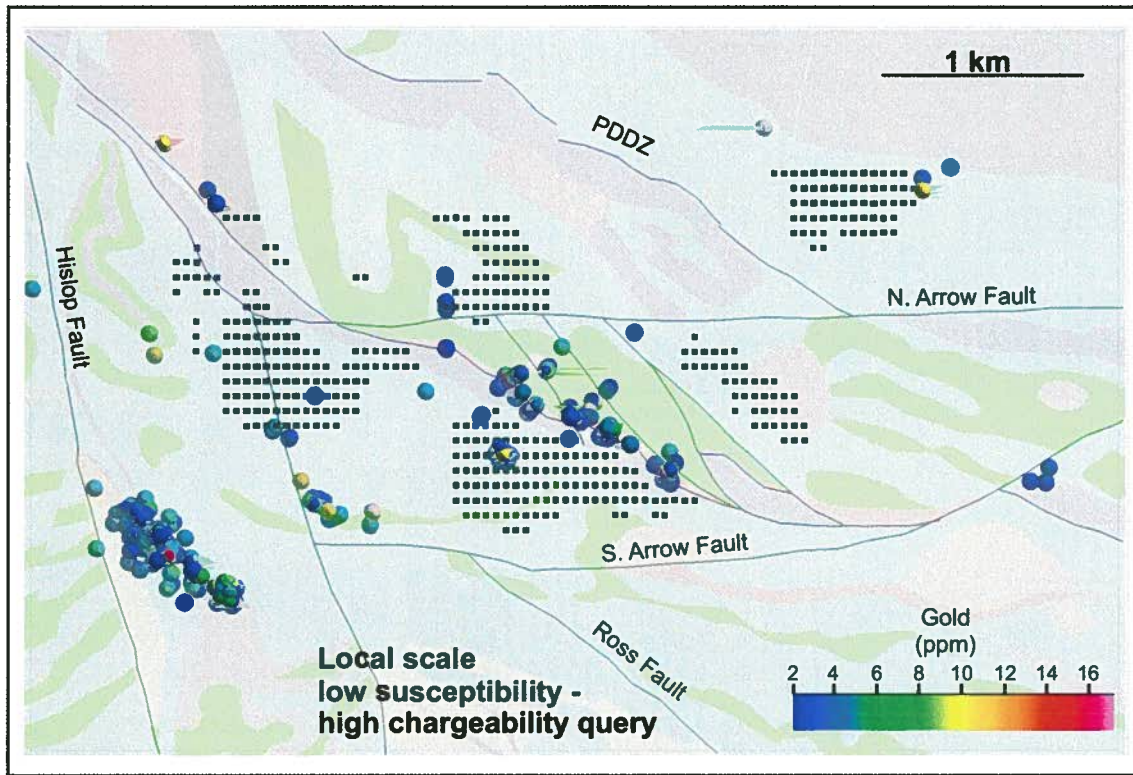 1 km
PDDZ
Hislop Fault
N. Arrow Fault
S. Arrow Fault
Ross Fault
Local scale
low susceptibility -
high chargeability query
Gold
(ppm)
2 4 6 8 10 12 14 16